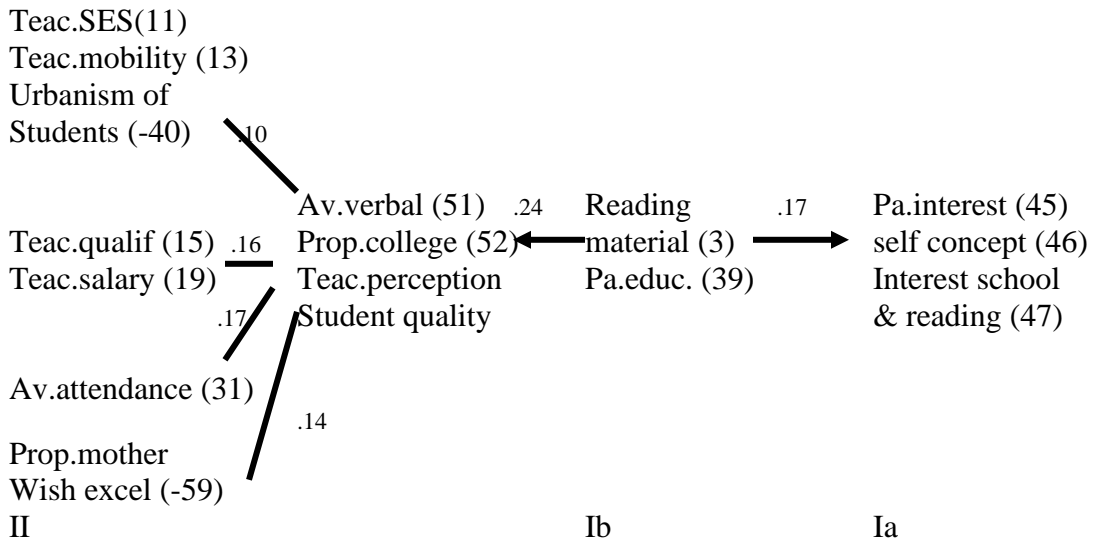 Teac.SES(11)
Teac.mobility (13)
Urbanism of
Students (-40)
.10
Av.verbal (51) .24 Reading .17 Pa.interest (45)
Teac.qualif (15) .16 Prop.college (52) material (3) self concept (46)
Teac.salary (19) Teac.perception Pa.educ. (39) Interest school
.17 Student quality & reading (47)
Av.attendance (31)
.14
Prop.mother
Wish excel (-59)
II Ib Ia